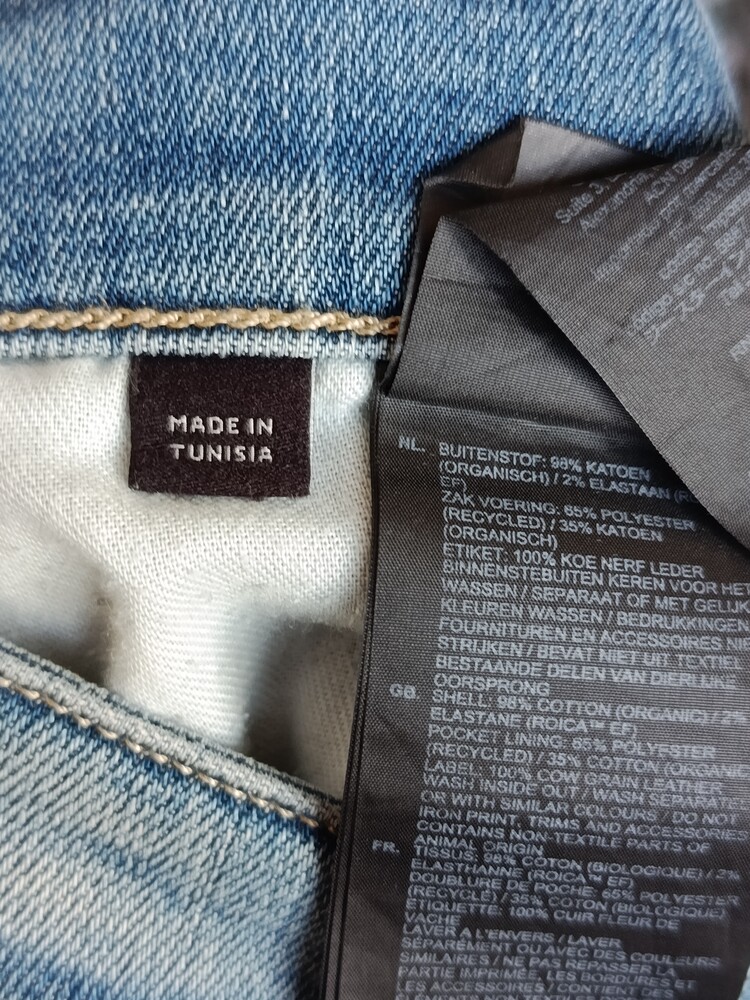 Suite 3,
MADE IN
TUNISIA
NL. BUITENSTOF: 98% KATOEN
(ORGANISCH) / 2% ELASTAAN
EF)
ZAK VOERING: 65% POLYESTER
(RECYCLED) / 35% KATOEN
(ORGANISCH)
ETIKET: 100% KOE NERF LEDER
BINNENSTEBUITEN KEREN VOOR HET
WASSEN / SEPARAAT OF MET GELIJK
KLEUREN WASSEN / BEDRUKKINGEN
FOURNITUREN EN ACCESSOIRES NIE
STRIJKEN / BEVAT NIET UIT TEXTIEL
BESTAANDE DELEN VAN DIERLIJKE
OORSPRONG
GB. SHELL: 98% COTTON (ORGANIC) / 2%
ELASTANE (ROICA™ EF)
POCKET LINING: 65% POLYESTER
(RECYCLED) / 35% COTTON (ORGANIC
LABEL: 100% COW GRAIN LEATHER
WASH INSIDE OUT / WASH SEPARATE
OR WITH SIMILAR COLOURS / DO NOT
IRON PRINT, TRIMS AND ACCESSORIES
CONTAINS NON-TEXTILE PARTS OF
ANIMAL ORIGIN
FR. TISSUS: 98% COTON (BIOLOGIQUE) / 2%
ELASTHANNE (ROICA™ EF)
DOUBLURE DE POCHE: 65% POLYESTER
(RECYCLÉ) / 35% COTON (BIOLOGIQUE)
ÉTIQUETTE: 100% CUIR FLEUR DE
VACHE
LAVER A L'ENVERS / LAVER
SÉPARÉMENT OU AVEC DES COULEURS
SIMILAIRES / NE PAS REPASSER LA
PARTIE IMPRIMÉE, LES BORDURES ET
LES ACCESSOIRES / CONTIENT DES